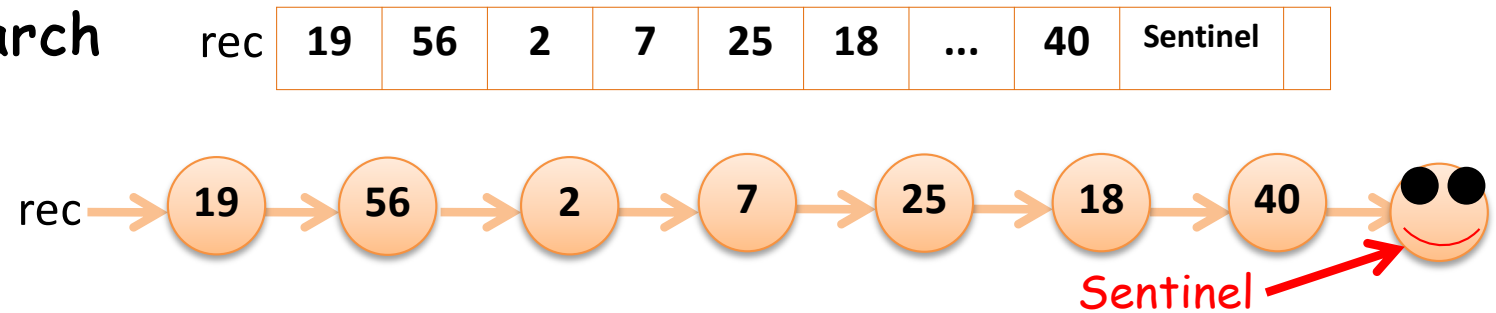 arch rec 19 56 2 7 25 18 ... 40 Sentinel
rec 19 56 2 7 25 18 40
Sentinel